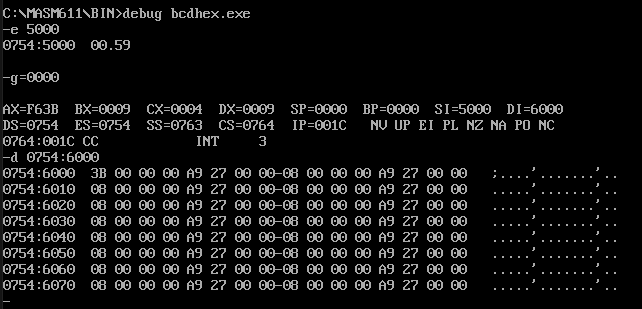 C:\MASM611\BIN>debug bcdhex.exe
-e 5000
0754:5000  00.59
-g=0000
AX=F63B  BX=0009  CX=0004  DX=0009  SP=0000  BP=0000  SI=5000  DI=6000
DS=0754  ES=0754  SS=0763  CS=0764  IP=001C   NV UP EI PL NZ NA PO NC
0764:001C CC            INT     3
-d 0754:6000
0754:6000  3B 00 00 00 A9 27 00 00-08 00 00 00 A9 27 00 00   ;....'.......'..
0754:6010  08 00 00 00 A9 27 00 00-08 00 00 00 A9 27 00 00   .....'.......'..
0754:6020  08 00 00 00 A9 27 00 00-08 00 00 00 A9 27 00 00   .....'.......'..
0754:6030  08 00 00 00 A9 27 00 00-08 00 00 00 A9 27 00 00   .....'.......'..
0754:6040  08 00 00 00 A9 27 00 00-08 00 00 00 A9 27 00 00   .....'.......'..
0754:6050  08 00 00 00 A9 27 00 00-08 00 00 00 A9 27 00 00   .....'.......'..
0754:6060  08 00 00 00 A9 27 00 00-08 00 00 00 A9 27 00 00   .....'.......'..
0754:6070  08 00 00 00 A9 27 00 00-08 00 00 00 A9 27 00 00   .....'.......'..
-